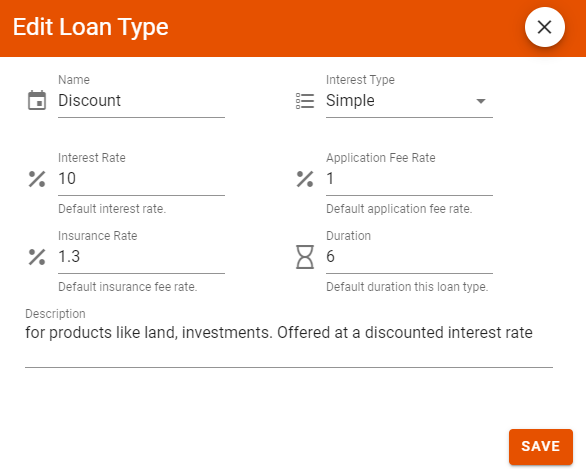 Edit Loan Type
Name
Interest Type
Discount
Simple
Interest Rate
Application Fee Rate
10
1
Default interest rate.
Default application fee rate.
Insurance Rate
Duration
1.3
6
Default insurance fee rate.
Default duration this loan type.
Description
for products like land, investments. Offered at a discounted interest rate
SAVE